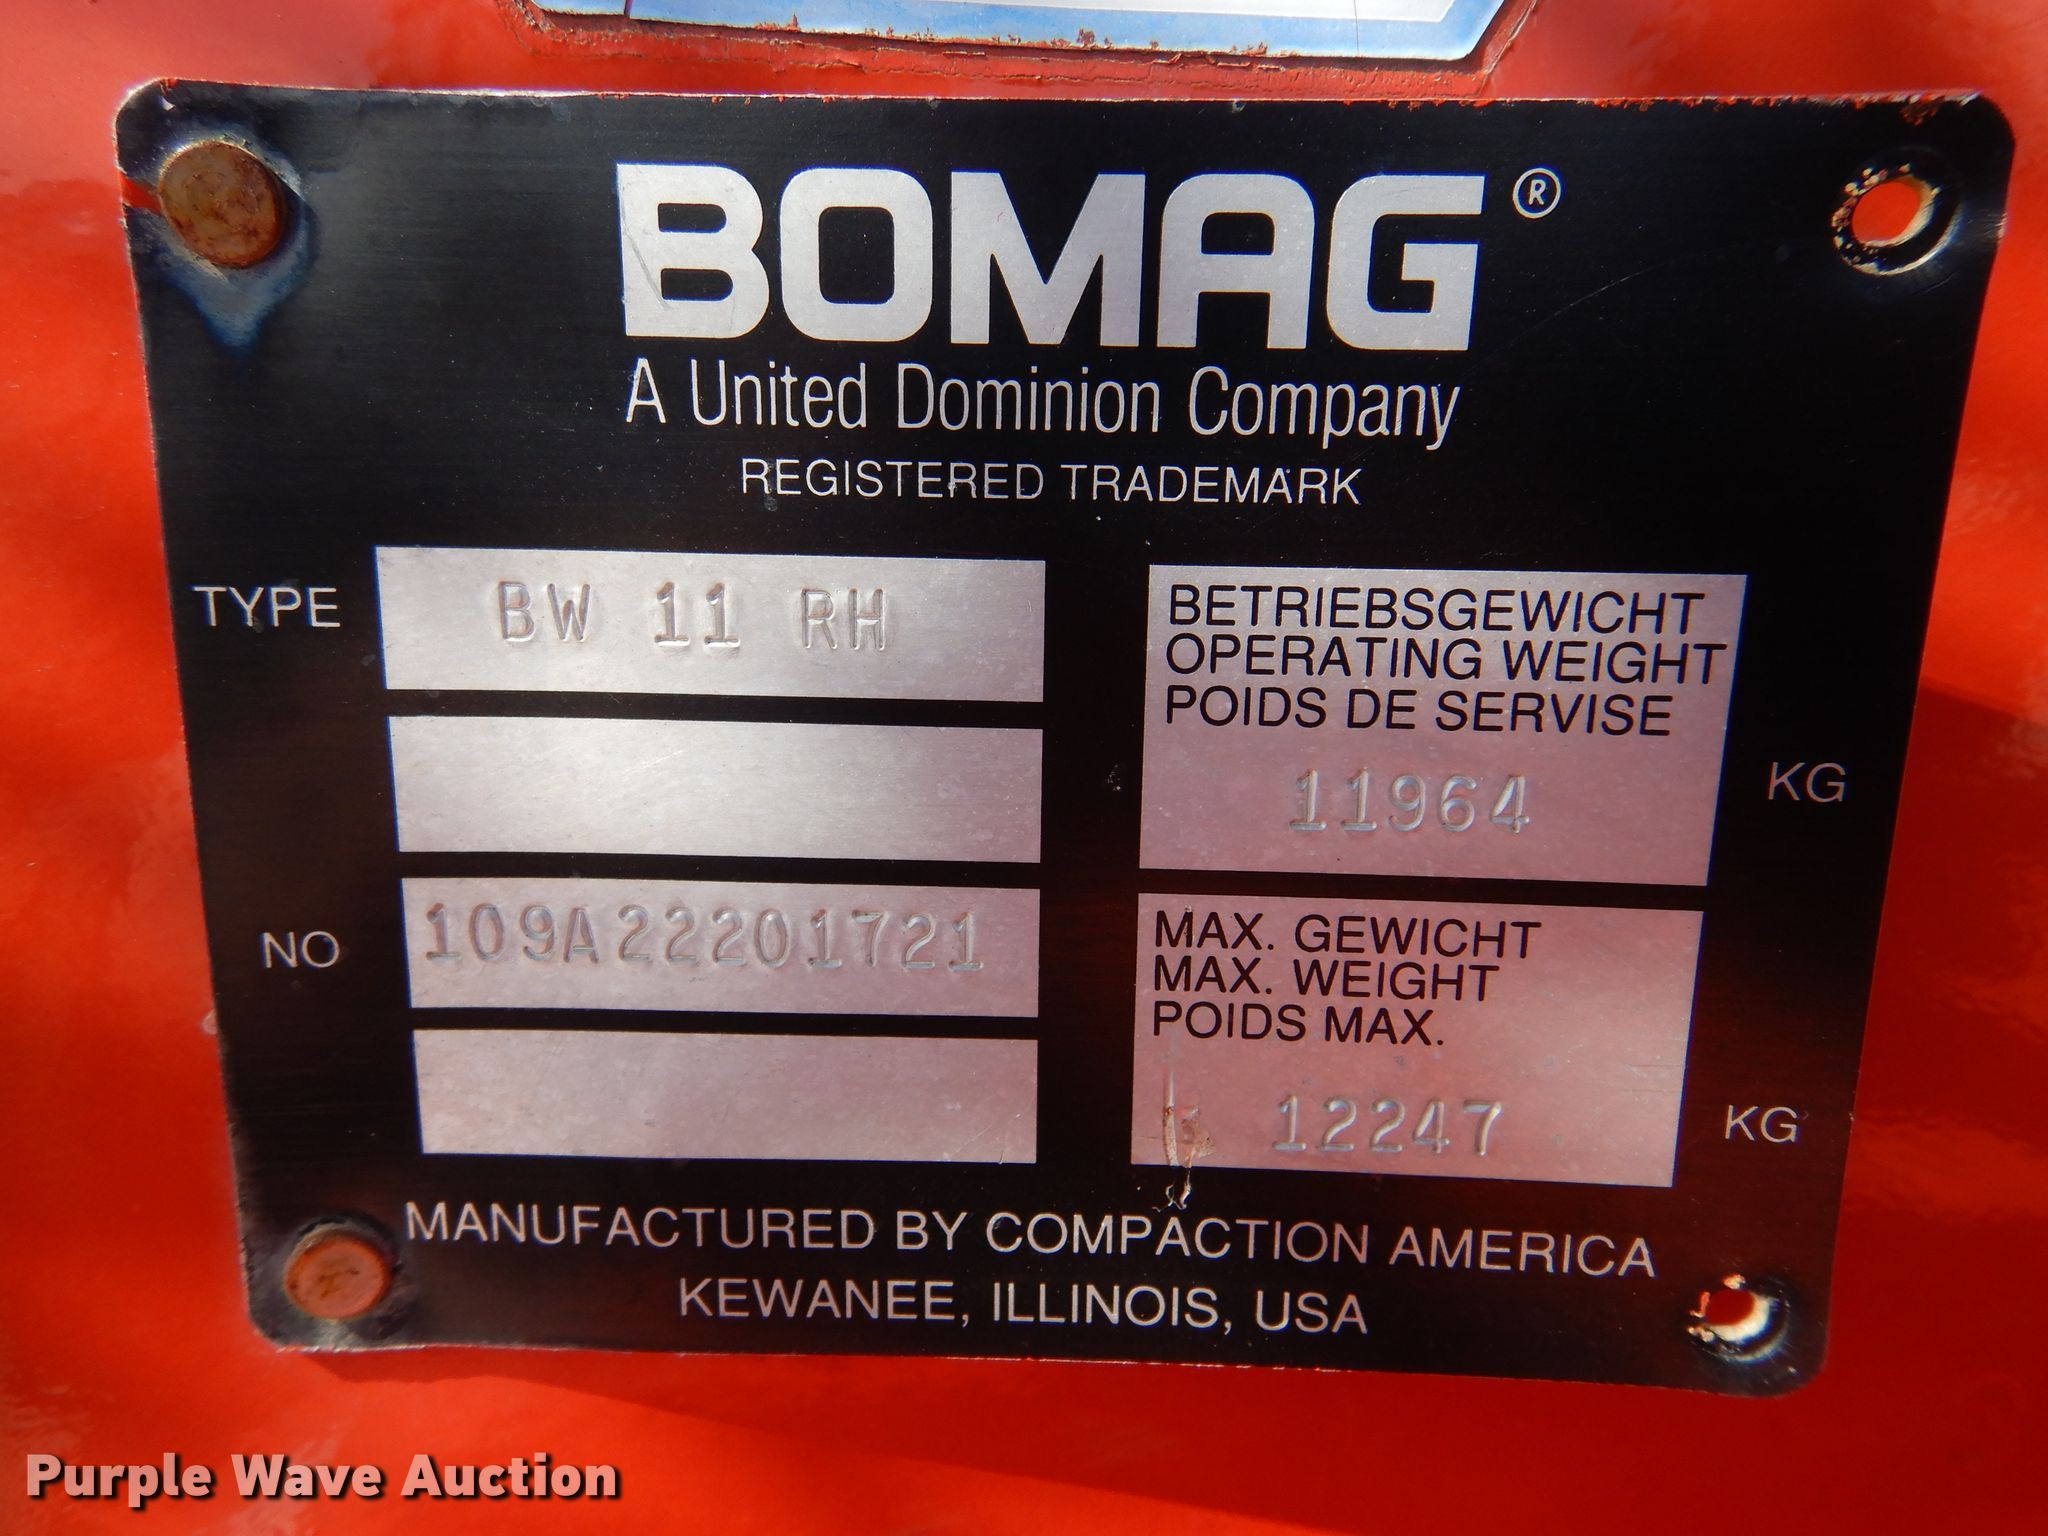 BOMAG®
A United Dominion Company
REGISTERED TRADEMARK
TYPE BW 11 RH
BETRIEBSGEWICHT
OPERATING WEIGHT
POIDS DE SERVISE
11964 KG
NO 109A22201721
MAX. GEWICHT
MAX. WEIGHT
POIDS MAX.
12247 KG
MANUFACTURED BY COMPACTION AMERICA
KEWANEE, ILLINOIS, USA
Purple Wave Auction